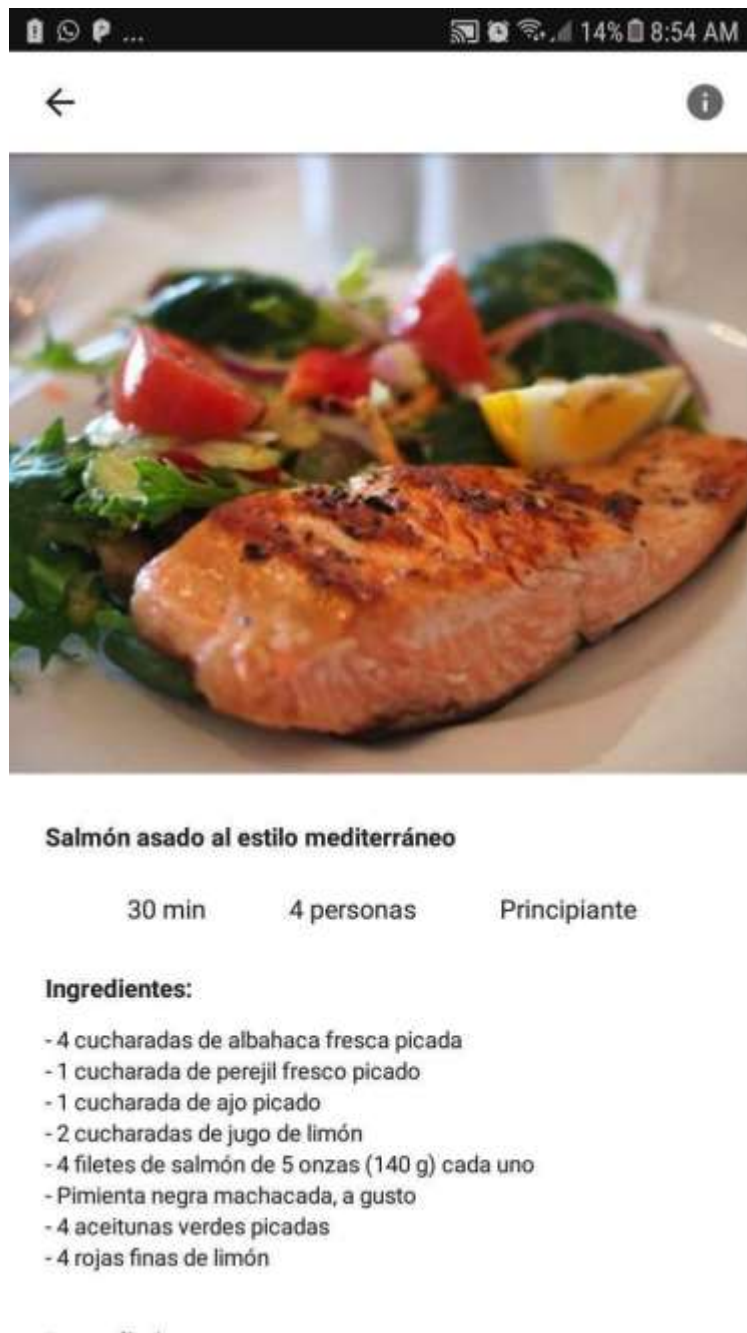 ... 14% 8:54 AM
Salmón asado al estilo mediterráneo
30 min 4 personas Principiante
Ingredientes:
- 4 cucharadas de albahaca fresca picada
- 1 cucharada de perejil fresco picado
- 1 cucharada de ajo picado
- 2 cucharadas de jugo de limón
- 4 filetes de salmón de 5 onzas (140 g) cada uno
- Pimienta negra machacada, a gusto
- 4 aceitunas verdes picadas
- 4 rojas finas de limón